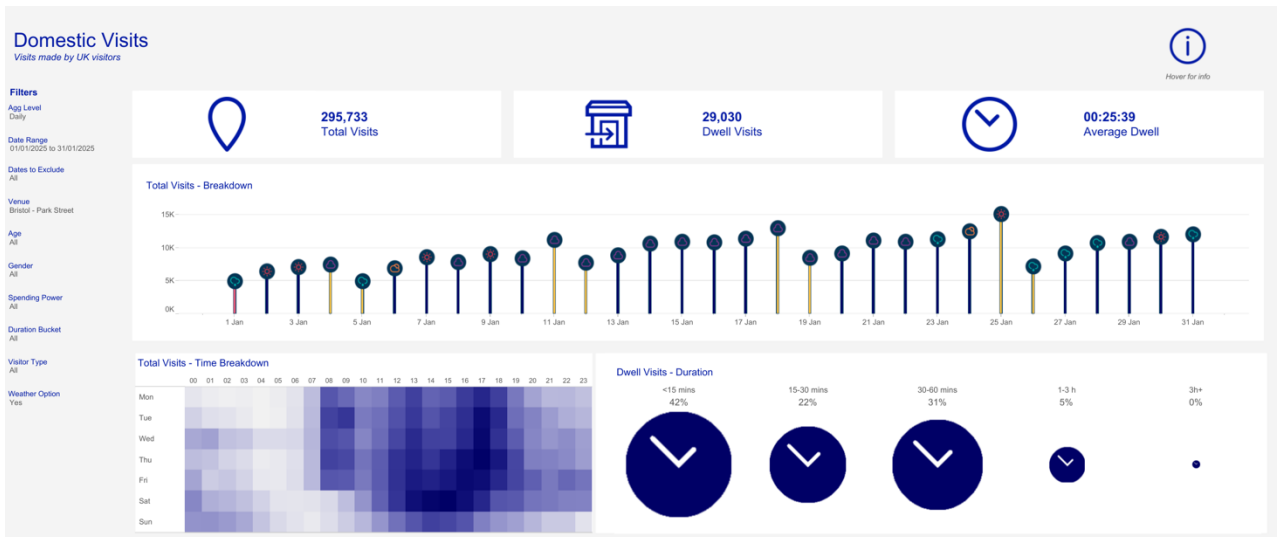 Domestic Visits
Visits made by UK visitors
Hover for info
Filters
Agg Level
Daily
Date Range
01/01/2025 to 31/01/2025
Dates to Exclude
All
Venue
Bristol - Park Street
Age
All
Gender
All
Spending Power
All
Duration Bucket
All
Visitor Type
All
Weather Option
Yes
295,733
Total Visits
29,030
Dwell Visits
00:25:39
Average Dwell
Total Visits - Breakdown
15K
10K
5K
0K
1 Jan 3 Jan 5 Jan 7 Jan 9 Jan 11 Jan 13 Jan 15 Jan 17 Jan 19 Jan 21 Jan 23 Jan 25 Jan 27 Jan 29 Jan 31 Jan
Total Visits - Time Breakdown
00 01 02 03 04 05 06 07 08 09 10 11 12 13 14 15 16 17 18 19 20 21 22 23
Mon
Tue
Wed
Thu
Fri
Sat
Sun
Dwell Visits - Duration
<15 mins 15-30 mins 30-60 mins 1-3 h 3h+
42% 22% 31% 5% 0%